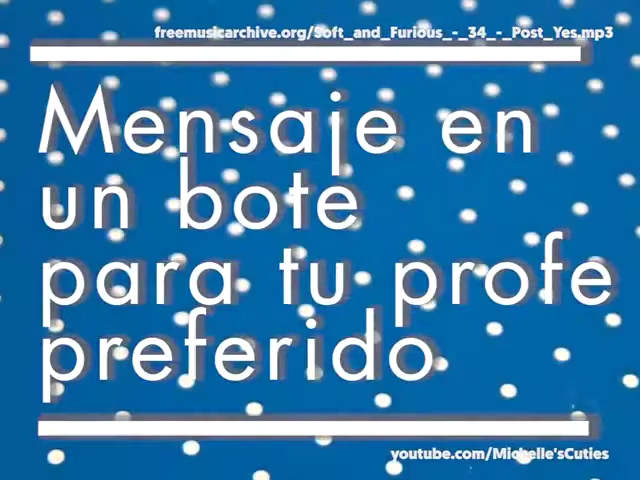 freemusicarchive.org/Soft_and_Furious_-_34_-_Post_Yes.mp3
Mensaje en
un bote
para tu profe
preferido
youtube.com/Michelle'sCuties